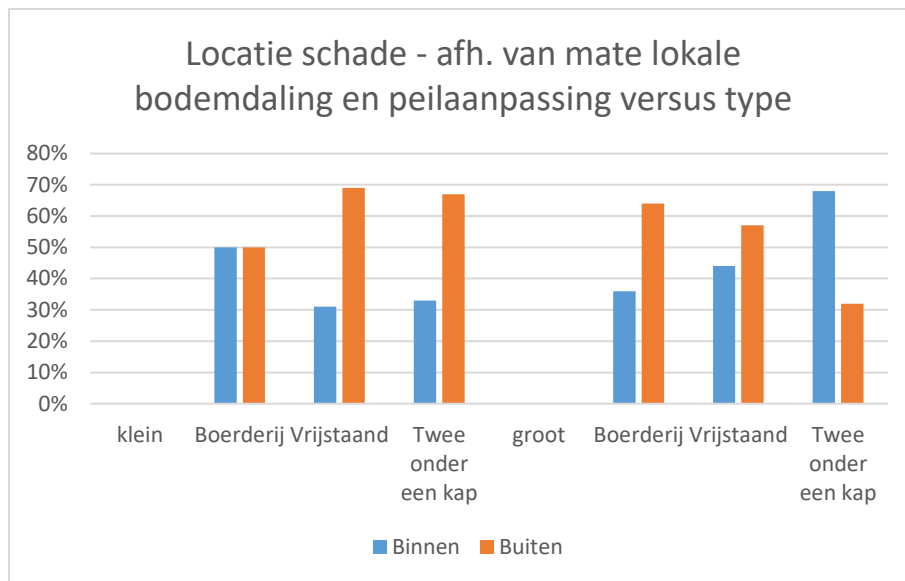 Locatie schade - afh. van mate lokale
bodemdaling en peilaanpassing versus type
80%
70%
60%
50%
40%
30%
20%
10%
0%
klein Boerderij Vrijstaand Twee onder een kap groot Boerderij Vrijstaand Twee onder een kap
Binnen Buiten